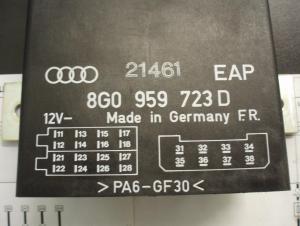 21461 EAP
8G0 959 723 D
12V- Made in Germany F.R.
11 13 15 17
12 14 16 18
21 23 25 27
22 24 26 28
31 33 35 37
34 36 38
> PA6-GF30 <